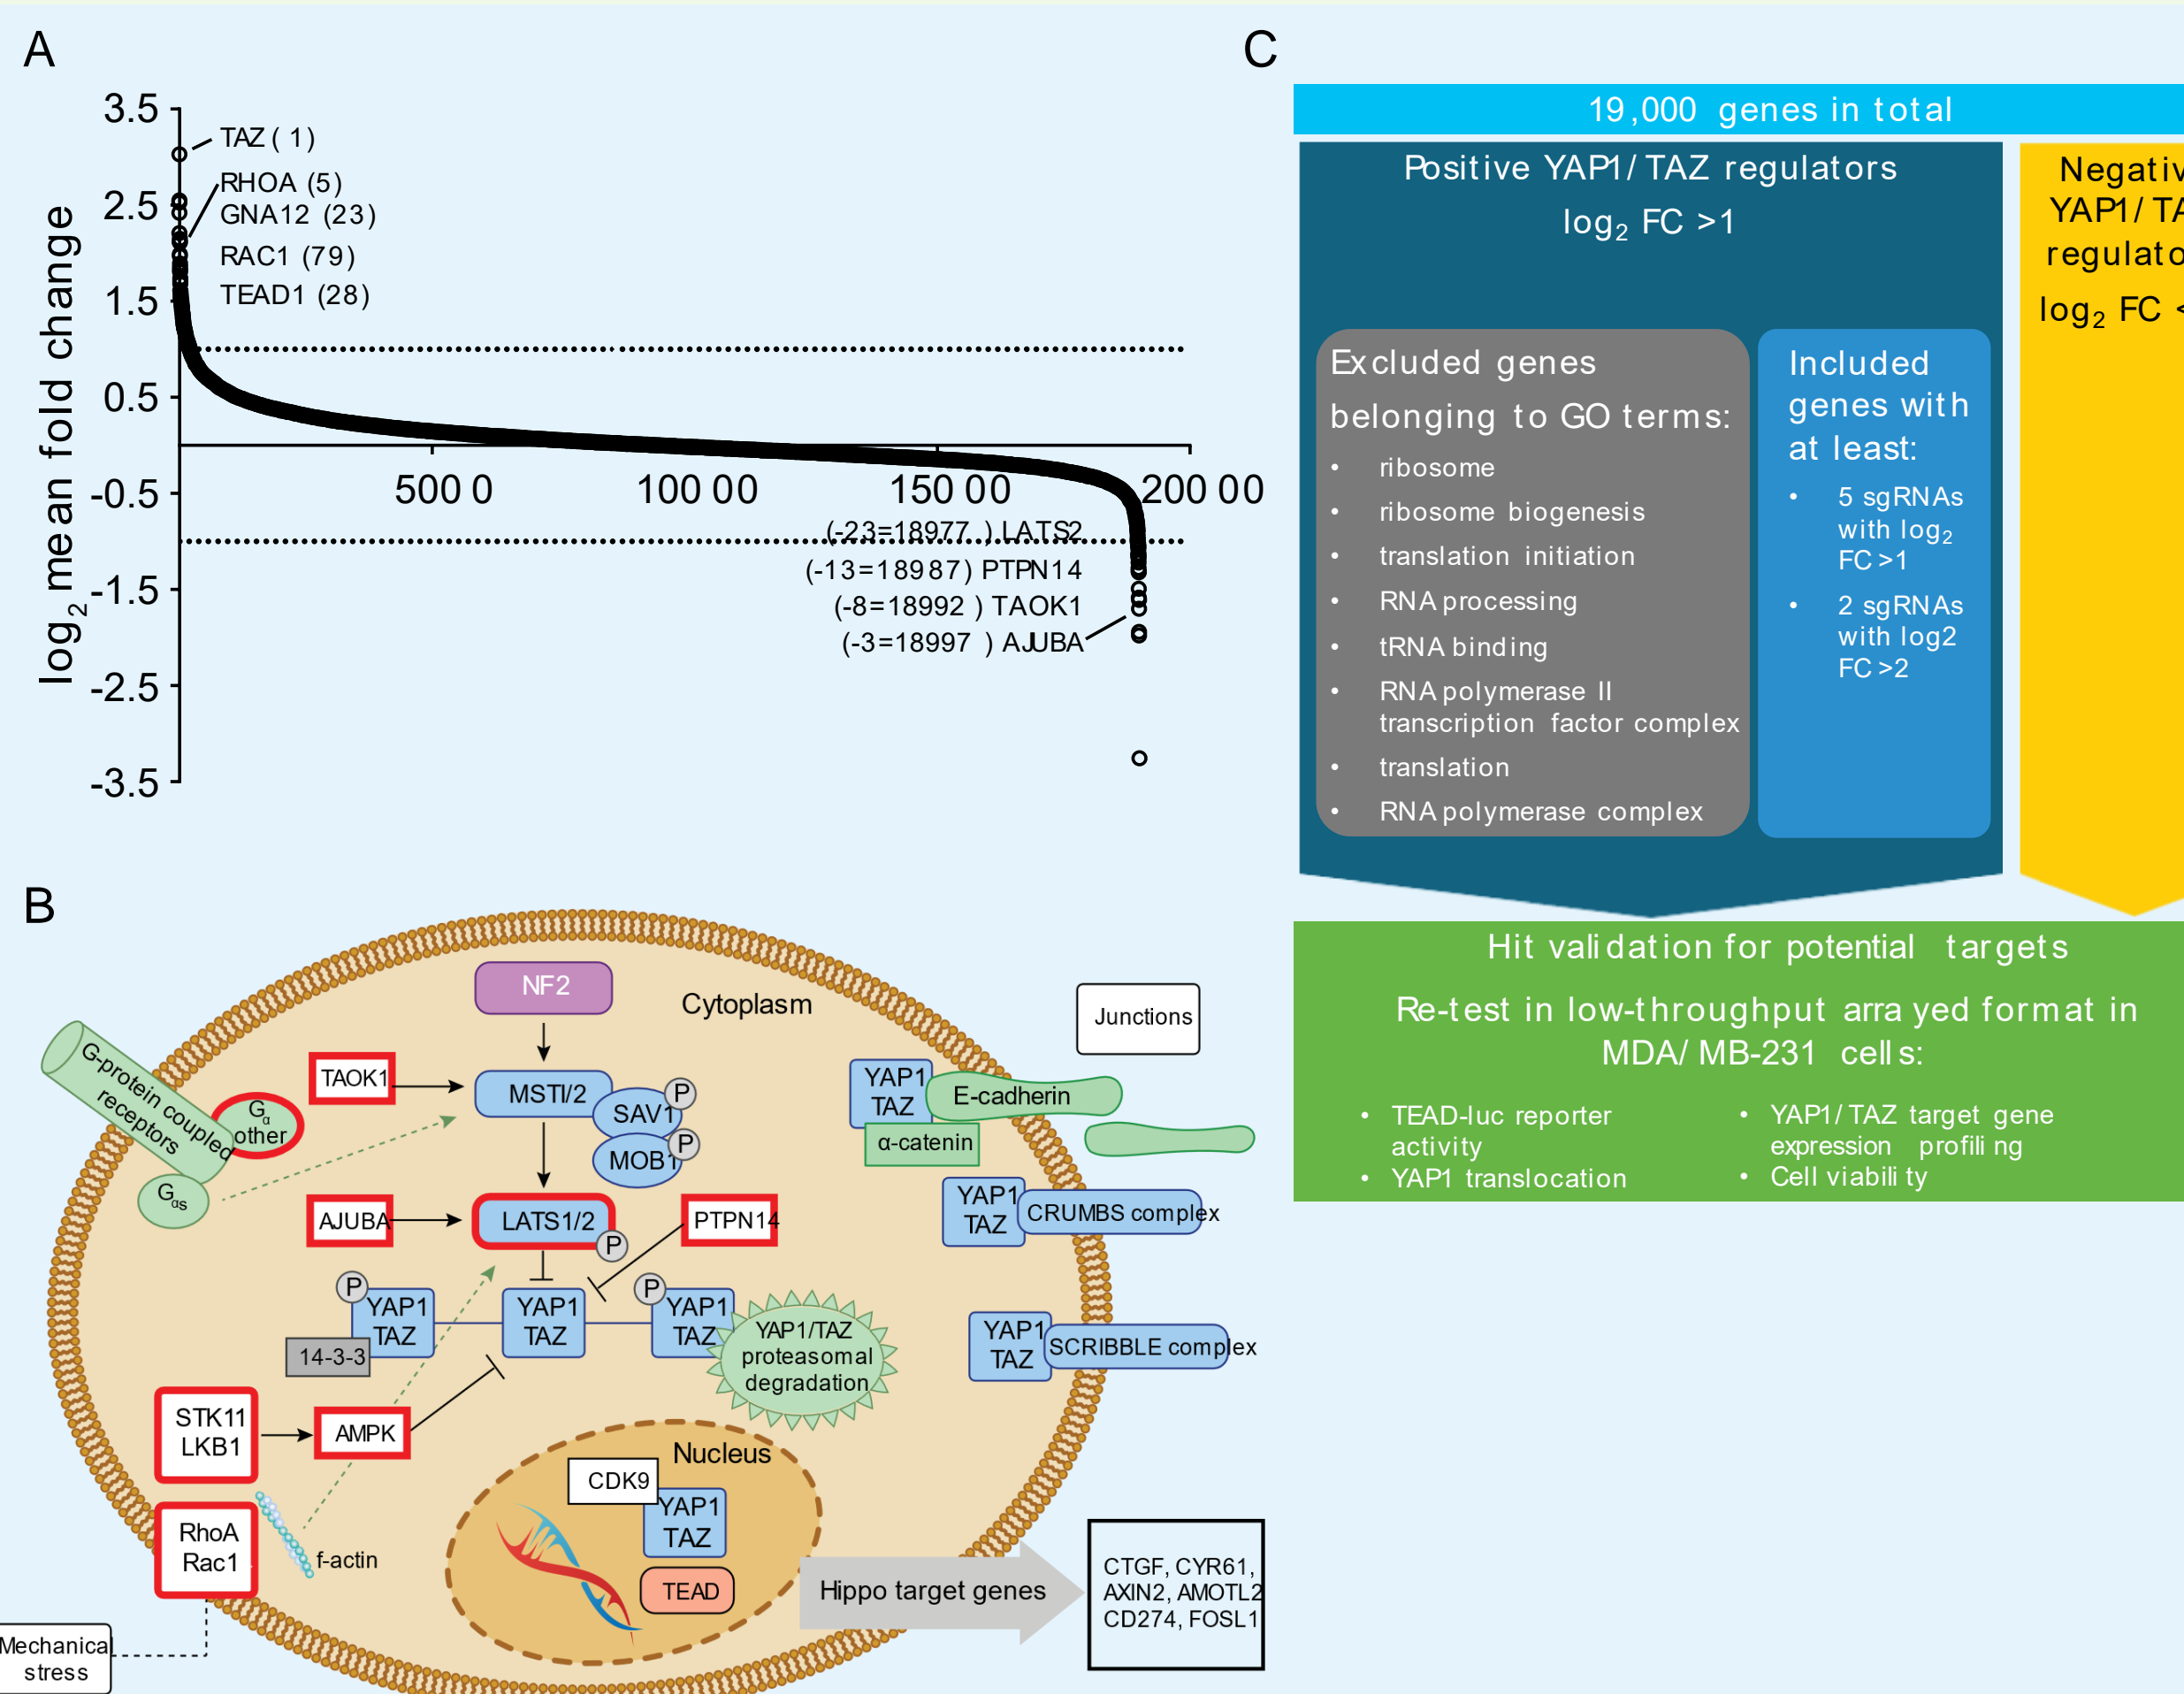 A
3.5
2.5
1.5
0.5
-0.5
-1.5
-2.5
-3.5
log2 mean fold change
TAZ (1)
RHOA (5)
GNA12 (23)
RAC1 (79)
TEAD1 (28)
5000
10000
15000
20000
(-23=18977 ) LATS2
(-13=18987) PTPN14
(-8=18992 ) TAOK1
(-3=18997 ) AJUBA
B
NF2
Cytoplasm
Junctions
G-protein coupled
receptors
Gα
other
Gαs
TAOK1
MSTI/2
SAV1
P
MOB1
P
YAP1
TAZ
E-cadherin
α-catenin
AJUBA
LATS1/2
P
PTPN14
YAP1
TAZ
CRUMBS complex
P
YAP1
TAZ
14-3-3
YAP1
TAZ
P
YAP1
TAZ
YAP1/TAZ
proteasomal
degradation
YAP1
TAZ
SCRIBBLE complex
STK11
LKB1
AMPK
RhoA
Rac1
f-actin
Nucleus
CDK9
YAP1
TAZ
TEAD
Hippo target genes
CTGF, CYR61,
AXIN2, AMOTL2
CD274, FOSL1
Mechanical
stress
C
19,000 genes in total
Positive YAP1/TAZ regulators
log2 FC >1
Excluded genes
belonging to GO terms:
• ribosome
• ribosome biogenesis
• translation initiation
• RNA processing
• tRNA binding
• RNA polymerase II
transcription factor complex
• translation
• RNA polymerase complex
Included
genes with
at least:
• 5 sgRNAs
with log2
FC >1
• 2 sgRNAs
with log2
FC >2
Negativ
YAP1/TA
regulato
log2 FC <
Hit validation for potential targets
Re-test in low-throughput arrayed format in
MDA/MB-231 cells:
• TEAD-luc reporter
activity
• YAP1 translocation
• YAP1/TAZ target gene
expression profiling
• Cell viability